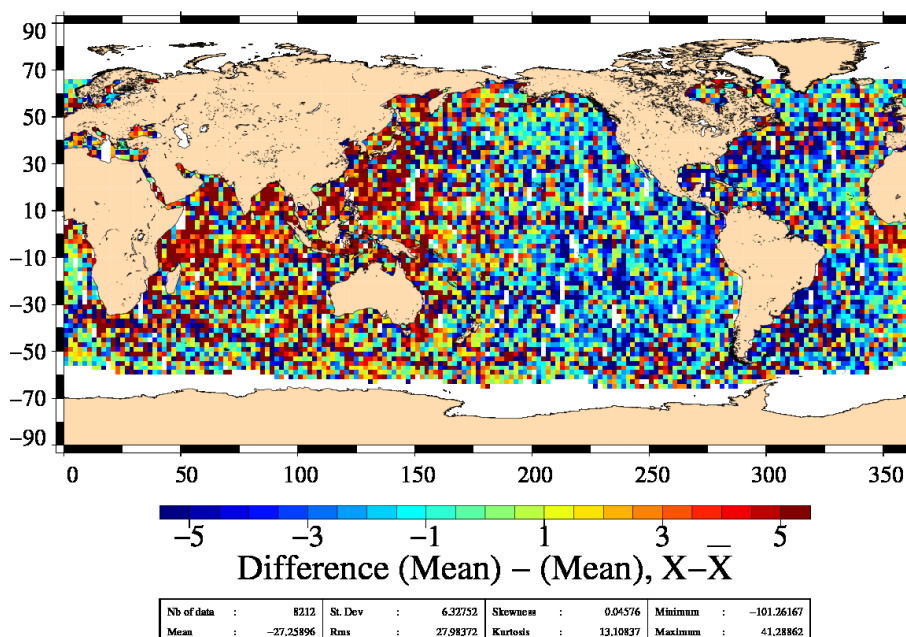 90
70
50
30
10
−10
−30
−50
−70
−90
0 50 100 150 200 250 300 350
−5 −3 −1 1 3 5
Difference (Mean) − (Mean), X−X̅
Nb of data : 8212 St. Dev : 6.32752 Skewness : 0.04576 Minimum : −101.26167
Mean : −27,25896 Rms : 27,98372 Kurtosis : 13,10837 Maximum : 41,28862